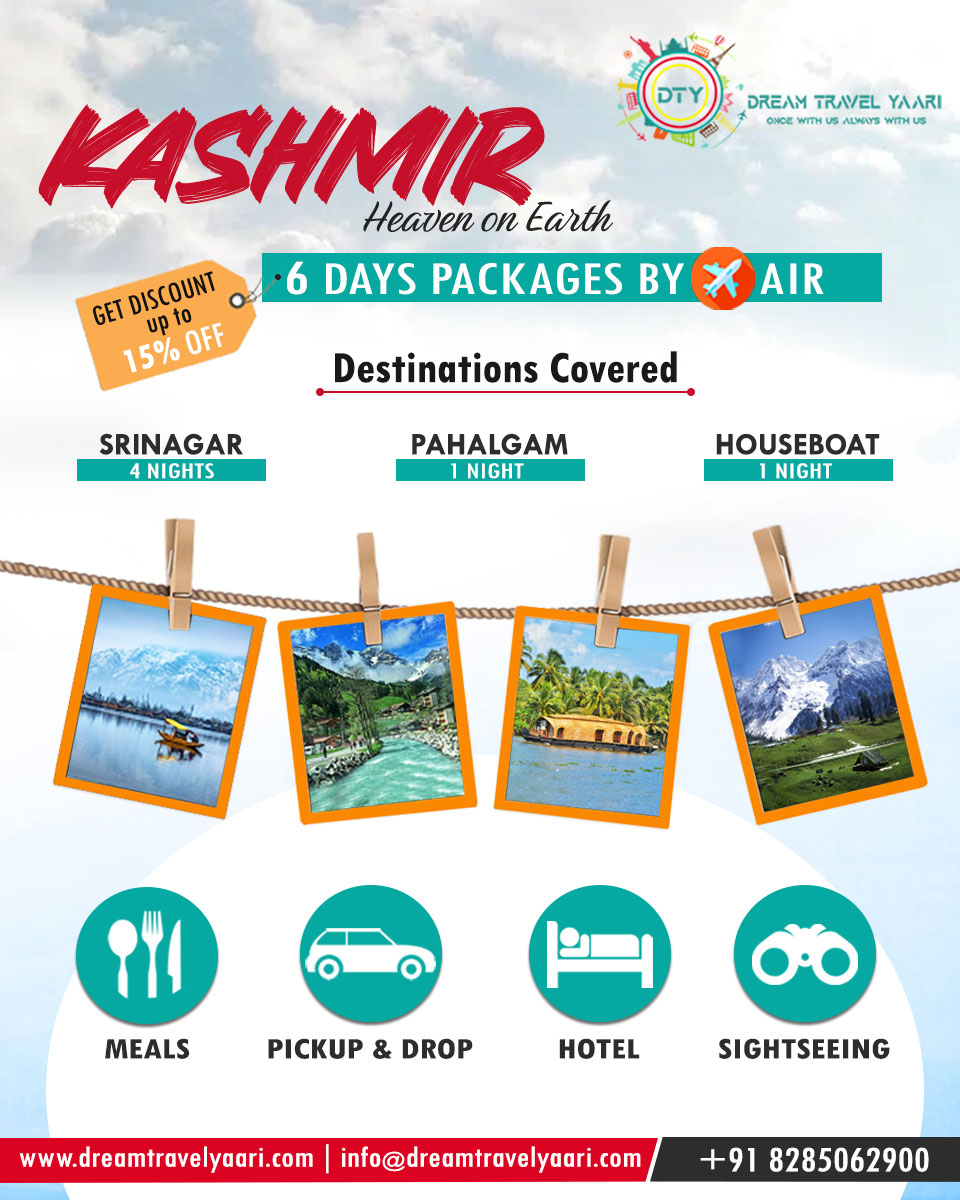 DTY
DREAM TRAVEL YAARI
ONCE WITH US ALWAYS WITH US
KASHMIR
Heaven on Earth
6 DAYS PACKAGES BY AIR
GET DISCOUNT
up to
15% OFF
Destinations Covered
SRINAGAR
4 NIGHTS
PAHALGAM
1 NIGHT
HOUSEBOAT
1 NIGHT
MEALS
PICKUP & DROP
HOTEL
SIGHTSEEING
www.dreamtravelyaari.com | info@dreamtravelyaari.com
+91 8285062900